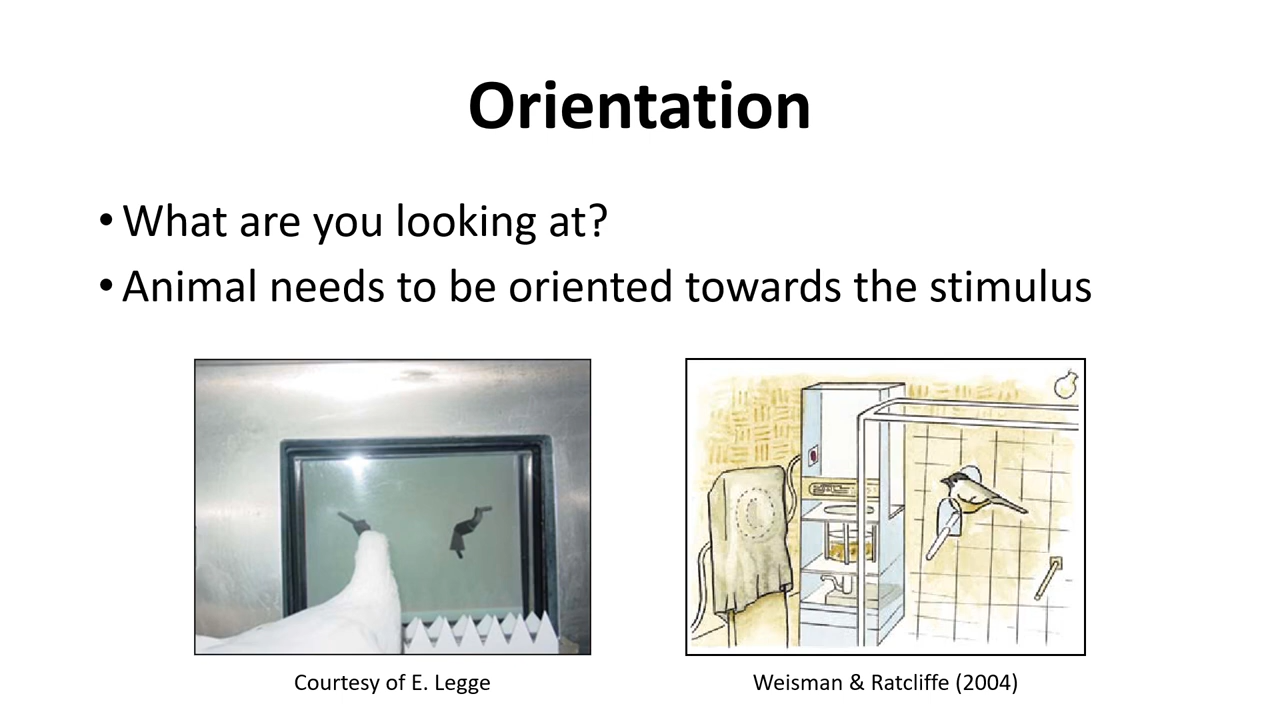 Orientation
• What are you looking at?
• Animal needs to be oriented towards the stimulus
Courtesy of E. Legge
Weisman & Ratcliffe (2004)